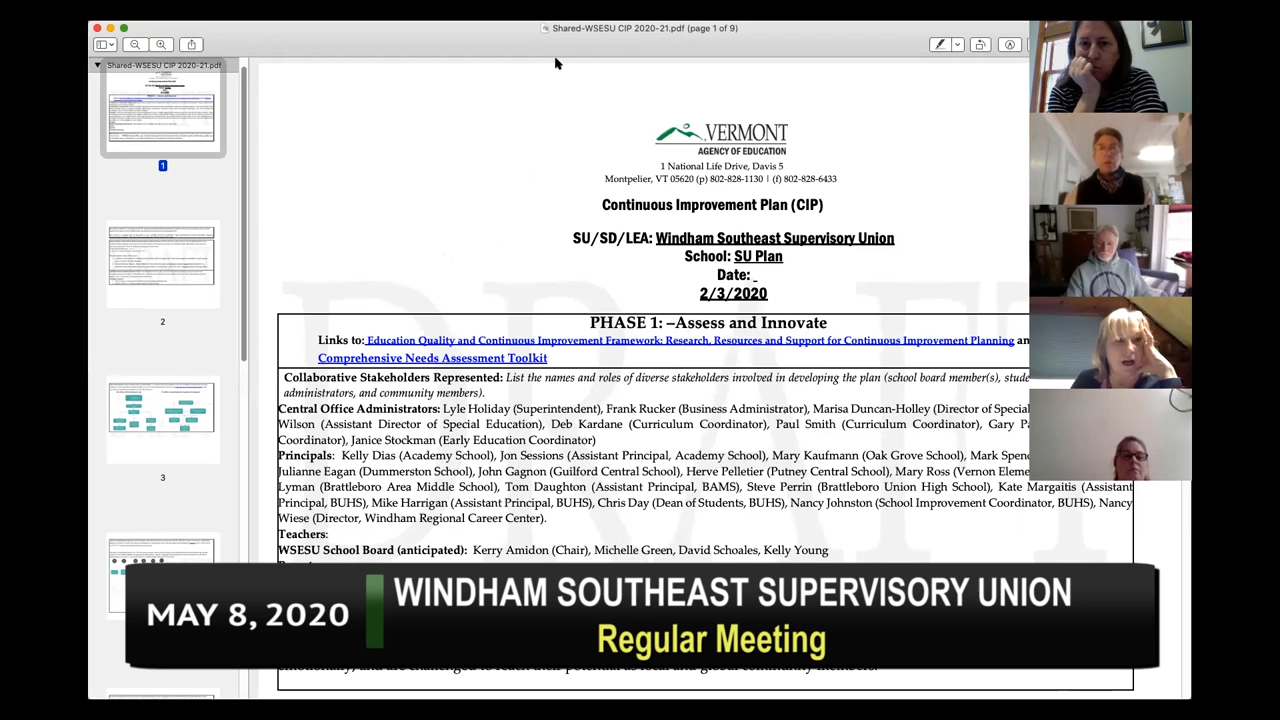 Shared-WSESU CIP 2020-21.pdf (page 1 of 9)
Shared-WSESU CIP 2020-21.pdf
1
2
3
VERMONT
AGENCY OF EDUCATION
1 National Life Drive, Davis 5
Montpelier, VT 05620 (p) 802-828-1130 | (f) 802-828-6433
Continuous Improvement Plan (CIP)
SU/SD/LEA: Windham Southeast Supervisory Union
School: SU Plan
Date:
2/3/2020
DRAFT
PHASE 1: –Assess and Innovate
Links to: Education Quality and Continuous Improvement Framework: Research, Resources and Support for Continuous Improvement Planning
Comprehensive Needs Assessment Toolkit
Collaborative Stakeholders Represented: List the names and roles of diverse stakeholders involved in developing the plan (school board member(s),
administrators, and community members).
Central Office Administrators: Lyle Holiday (Superintendent), Frank Rucker (Business Administrator), Marisa Duncan-Holley (Director of Special
Wilson (Assistant Director of Special Education), Deb Kardane (Curriculum Coordinator), Paul Smith (Curriculum Coordinator), Gary
Coordinator), Janice Stockman (Early Education Coordinator)
Principals: Kelly Dias (Academy School), Jon Sessions (Assistant Principal, Academy School), Mary Kaufmann (Oak Grove School), Mark
Julianne Eagan (Dummerston School), John Gagnon (Guilford Central School), Herve Pelletier (Putney Central School), Mary Ross (Vernon
Lyman (Brattleboro Area Middle School), Tom Daughton (Assistant Principal, BAMS), Steve Perrin (Brattleboro Union High School), Kate Margaitis (Assistant
Principal, BUHS), Mike Harrigan (Assistant Principal, BUHS), Chris Day (Dean of Students, BUHS), Nancy Johnston (School Improvement Coordinator, BUHS), Nancy
Wiese (Director, Windham Regional Career Center).
Teachers:
WSESU School Board (anticipated): Kerry Amidon (Chair), Michelle Green, David Schoales, Kelly Young
MAY 8, 2020
WINDHAM SOUTHEAST SUPERVISORY UNION
Regular Meeting